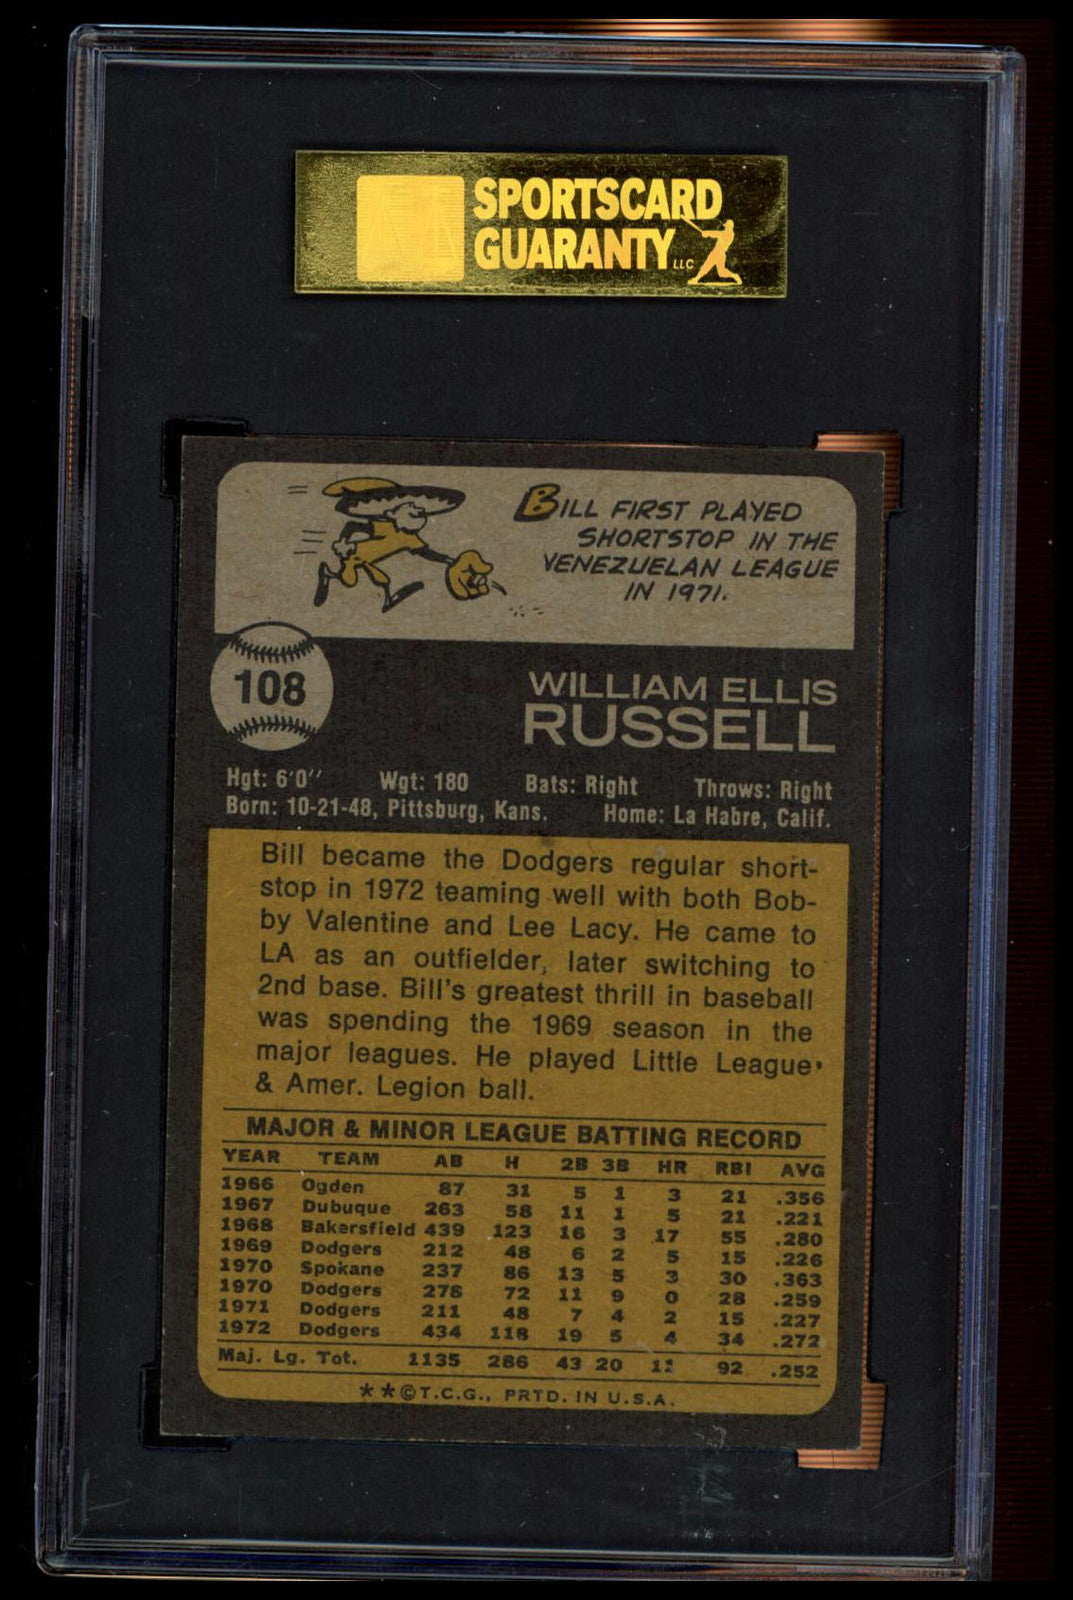 SPORTSCARD
GUARANTY LLC
BILL FIRST PLAYED
SHORTSTOP IN THE
VENEZUELAN LEAGUE
IN 1971.
108
WILLIAM ELLIS
RUSSELL
Hgt: 6'0" Wgt: 180 Bats: Right Throws: Right
Born: 10-21-48, Pittsburg, Kans. Home: La Habre, Calif.
Bill became the Dodgers regular short-
stop in 1972 teaming well with both Bob-
by Valentine and Lee Lacy. He came to
LA as an outfielder, later switching to
2nd base. Bill's greatest thrill in baseball
was spending the 1969 season in the
major leagues. He played Little League
& Amer. Legion ball.
MAJOR & MINOR LEAGUE BATTING RECORD
YEAR TEAM AB H 2B 3B HR RBI AVG
1966 Ogden 87 31 5 1 3 21 .356
1967 Dubuque 263 58 11 1 5 21 .221
1968 Bakersfield 439 123 16 3 17 55 .280
1969 Dodgers 212 48 6 2 5 15 .226
1970 Spokane 237 86 13 5 3 30 .363
1970 Dodgers 278 72 11 9 0 28 .259
1971 Dodgers 211 48 7 4 2 15 .227
1972 Dodgers 434 118 19 5 4 34 .272
Maj. Lg. Tot. 1135 286 43 20 11 92 .252
**©T.C.G., PRTD. IN U.S.A.